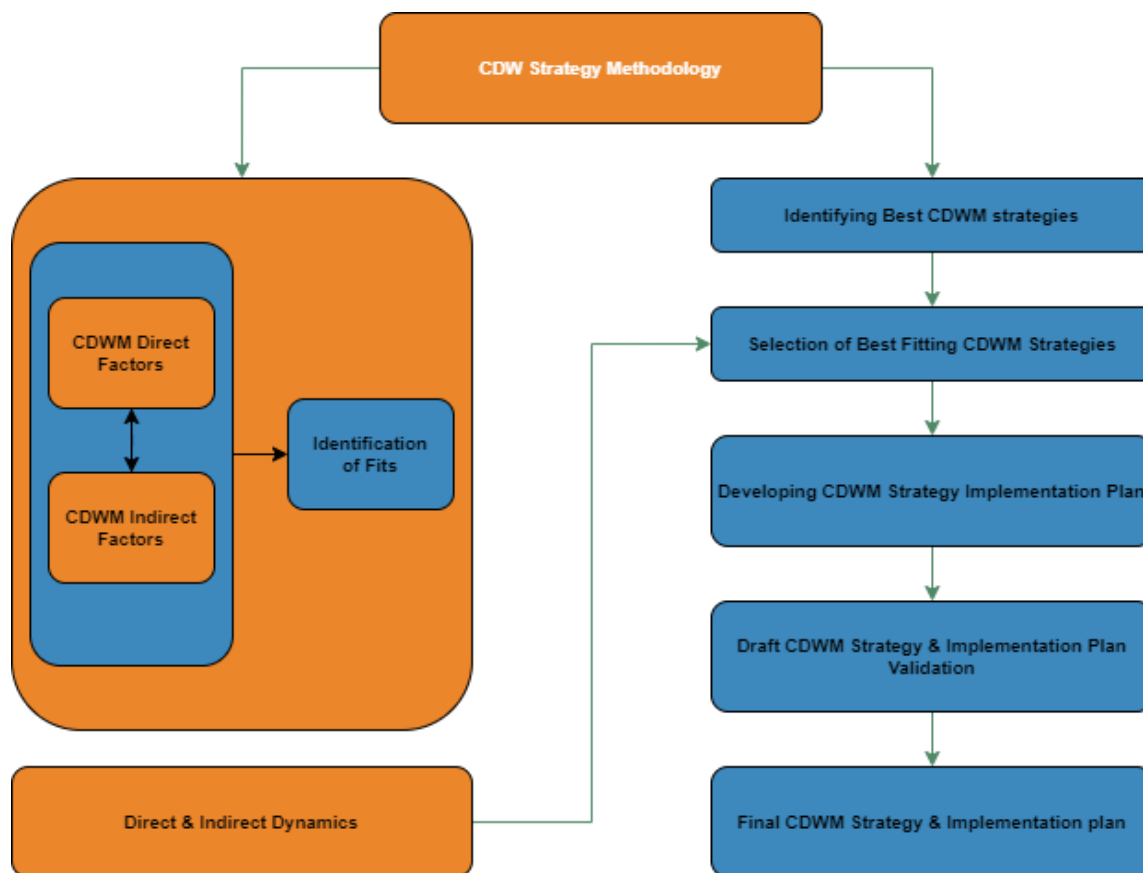 CDW Strategy Methodology
Identifying Best CDWM strategies
CDWM Direct
Factors
Selection of Best Fitting CDWM Strategies
Identification
of Fits
CDWM Indirect
Factors
Developing CDWM Strategy Implementation Plan
Draft CDWM Strategy & Implementation Plan
Validation
Direct & Indirect Dynamics
Final CDWM Strategy & Implementation plan